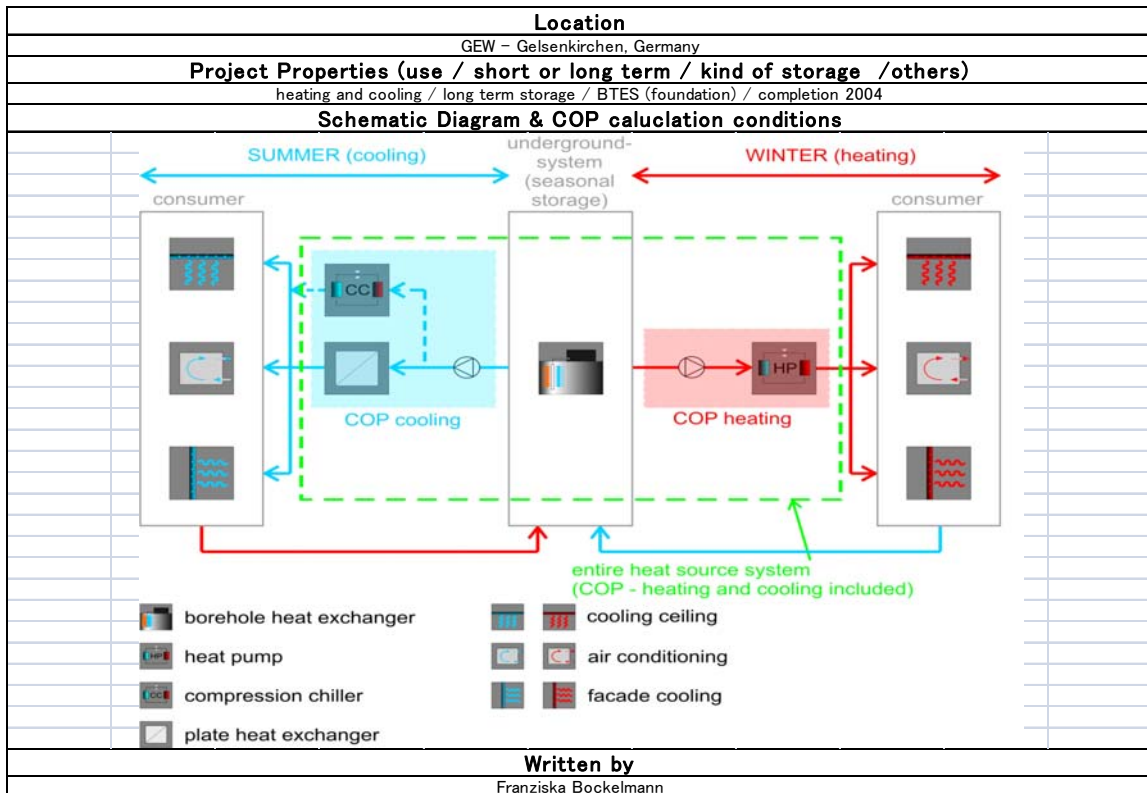 Location
GEW - Gelsenkirchen, Germany
Project Properties (use / short or long term / kind of storage /others)
heating and cooling / long term storage / BTES (foundation) / completion 2004
Schematic Diagram & COP caluclation conditions
SUMMER (cooling)
underground-
system
(seasonal
storage)
WINTER (heating)
consumer
consumer
CC
HP
COP cooling
COP heating
entire heat source system
(COP - heating and cooling included)
borehole heat exchanger
cooling ceiling
HP
heat pump
air conditioning
CC
compression chiller
facade cooling
plate heat exchanger
Written by
Franziska Bockelmann